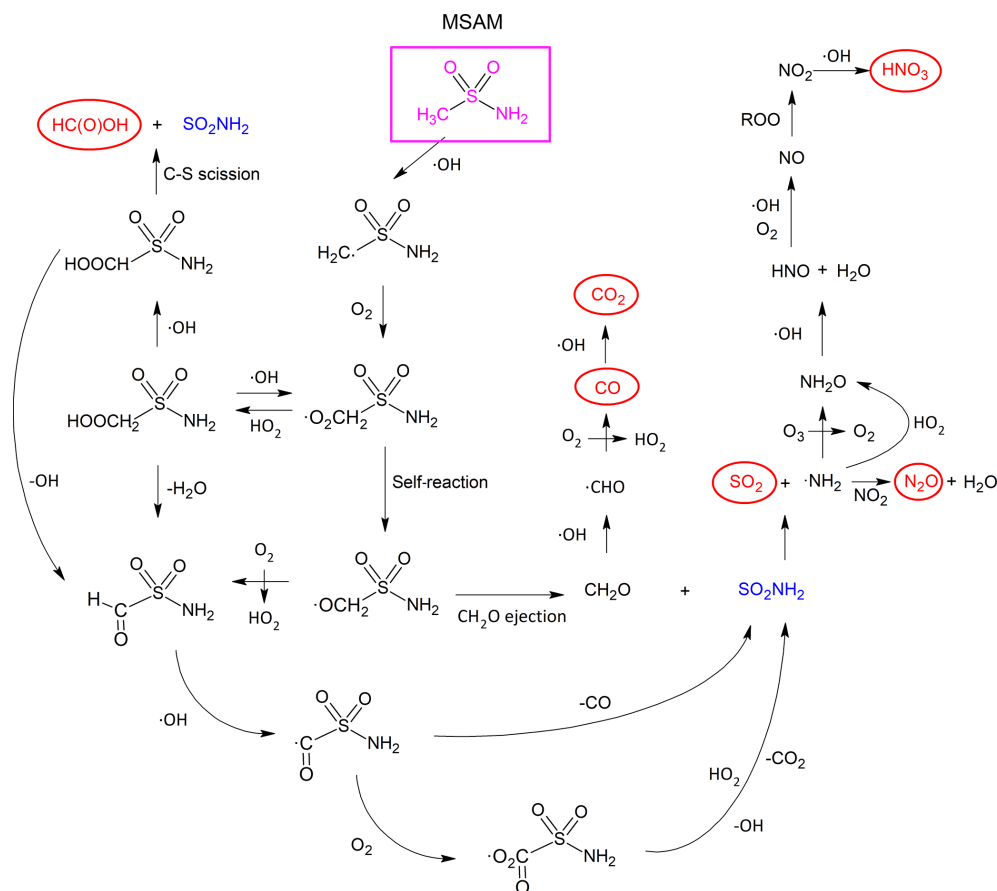 MSAM
O O
S
H₃C NH₂
·OH
NO₂ ·OH HNO₃
ROO
NO
·OH
O₂
HNO + H₂O
·OH
NH₂O
O₃ O₂ HO₂
SO₂ + ·NH₂ NO₂ N₂O + H₂O
HC(O)OH + SO₂NH₂
C-S scission
O O
S
HOOCH NH₂
·OH
O O
S
HOOCH₂ NH₂
·OH
HO₂
-OH
-H₂O
O O
S
H₂C· NH₂
O₂
O O
S
·O₂CH₂ NH₂
Self-reaction
CO₂
·OH
CO
O₂ HO₂
·CHO
·OH
O O
S
H C NH₂
O
O₂
HO₂
O O
S
·OCH₂ NH₂
CH₂O ejection
CH₂O + SO₂NH₂
·OH
O O
S
·C NH₂
O
-CO
O₂
O O
S
·O₂C NH₂
O
HO₂
-OH
-CO₂